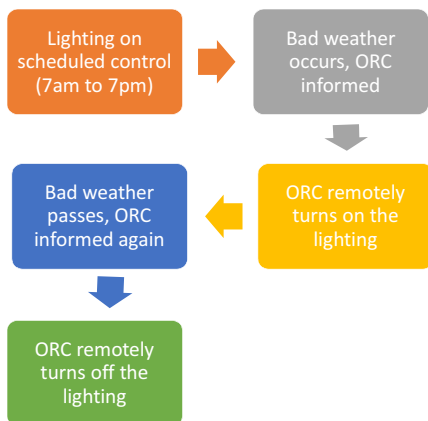 Lighting on
scheduled control
(7am to 7pm)
Bad weather
occurs, ORC
informed
ORC remotely
turns on the
lighting
Bad weather
passes, ORC
informed again
ORC remotely
turns off the
lighting